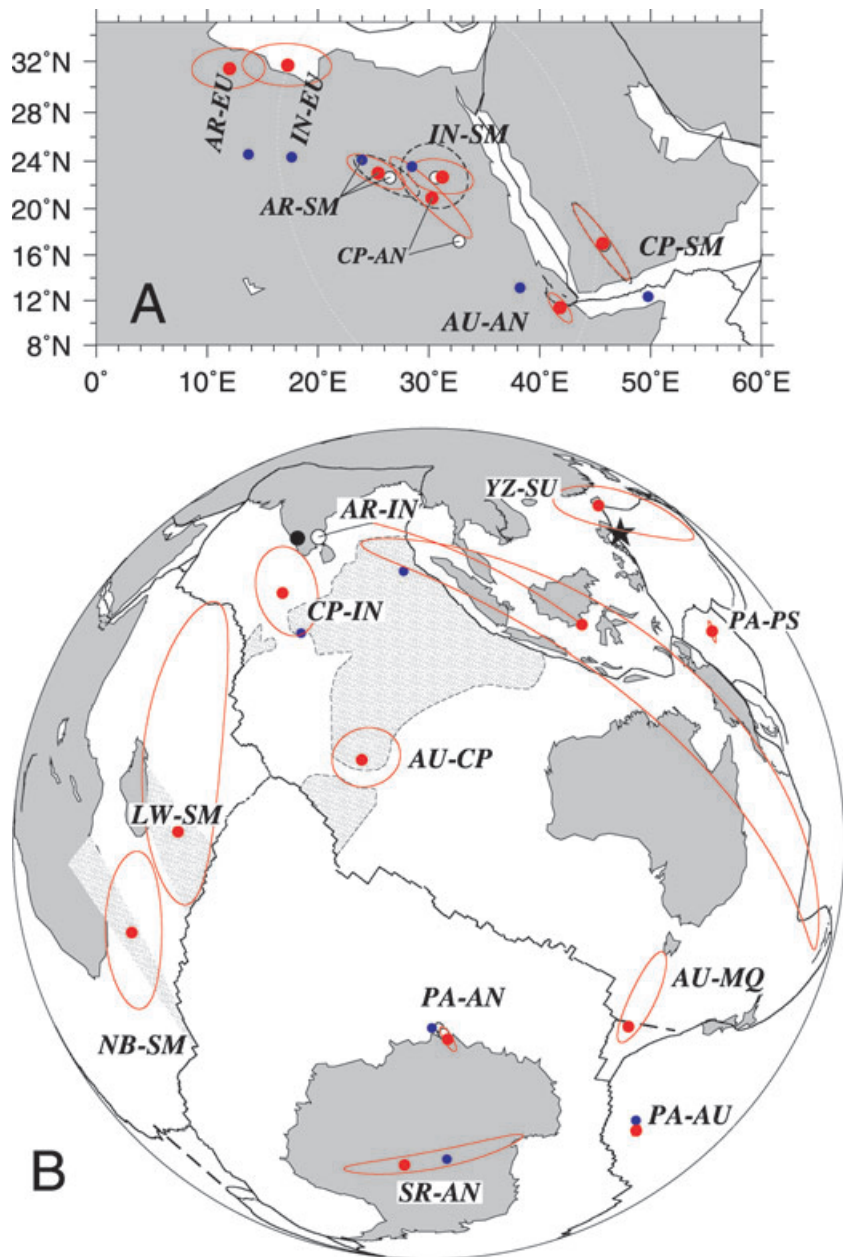 32°N
28°N
24°N
20°N
16°N
12°N
8°N
AR-EU
IN-EU
IN-SM
AR-SM
CP-AN
CP-SM
AU-AN
A
0°
10°E
20°E
30°E
40°E
50°E
60°E
YZ-SU
AR-IN
CP-IN
PA-PS
AU-CP
LW-SM
AU-MQ
PA-AN
NB-SM
PA-AU
B
SR-AN